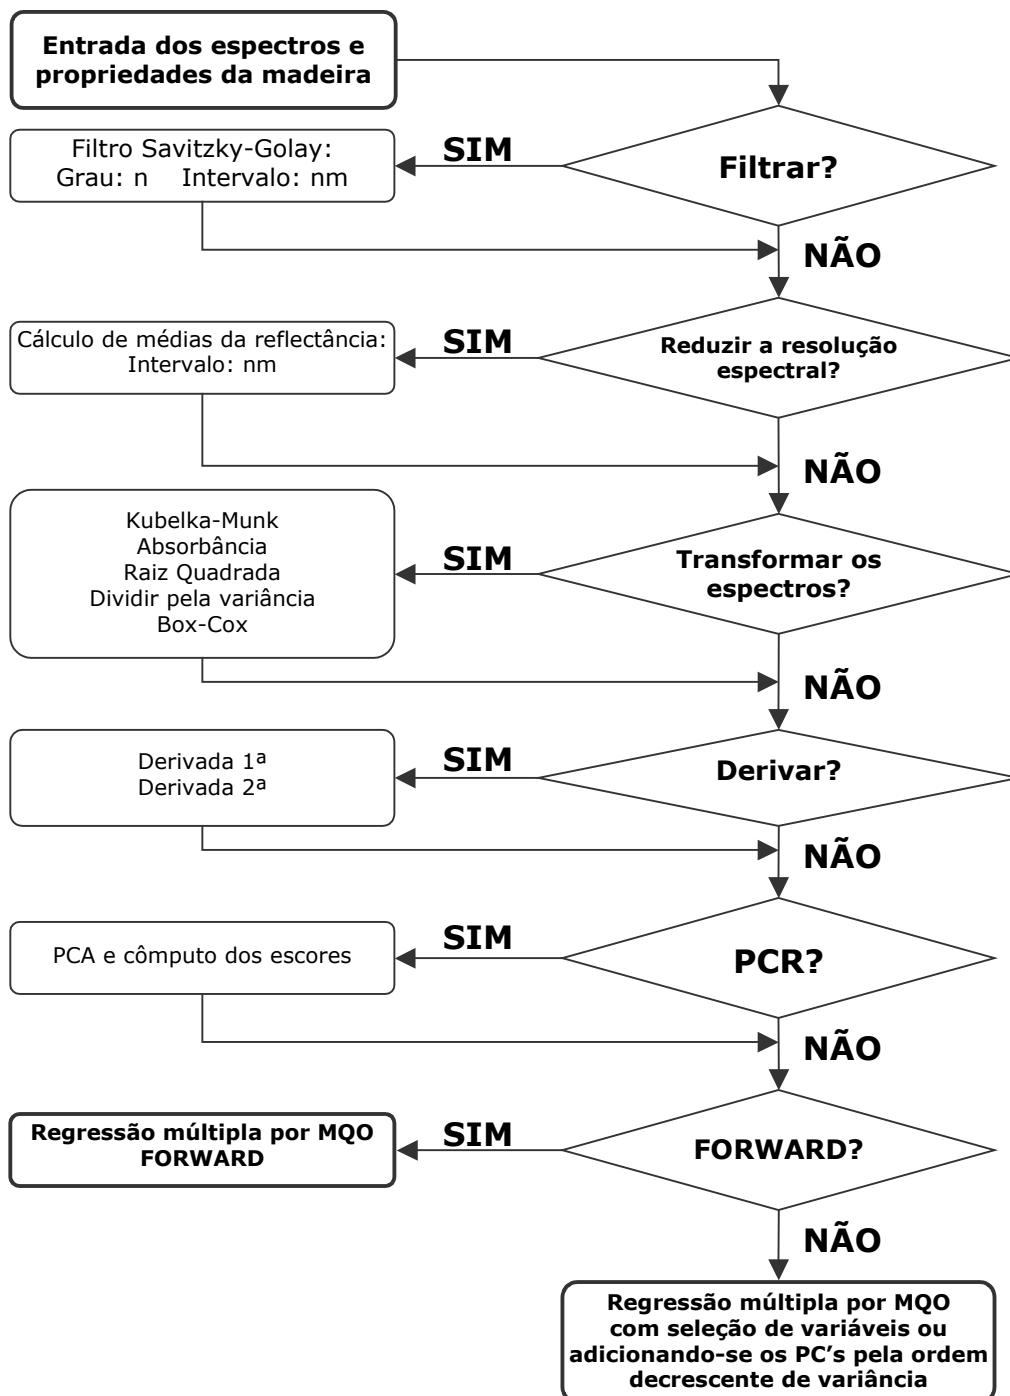 Entrada dos espectros e
propriedades da madeira
Filtrar?
SIM
Filtro Savitzky-Golay:
Grau: n    Intervalo: nm
NÃO
Reduzir a resolução
espectral?
SIM
Cálculo de médias da reflectância:
Intervalo: nm
NÃO
Transformar os
espectros?
SIM
Kubelka-Munk
Absorbância
Raiz Quadrada
Dividir pela variância
Box-Cox
NÃO
Derivar?
SIM
Derivada 1ª
Derivada 2ª
NÃO
PCR?
SIM
PCA e cômputo dos escores
NÃO
FORWARD?
SIM
Regressão múltipla por MQO
FORWARD
NÃO
Regressão múltipla por MQO
com seleção de variáveis ou
adicionando-se os PC’s pela ordem
decrescente de variância